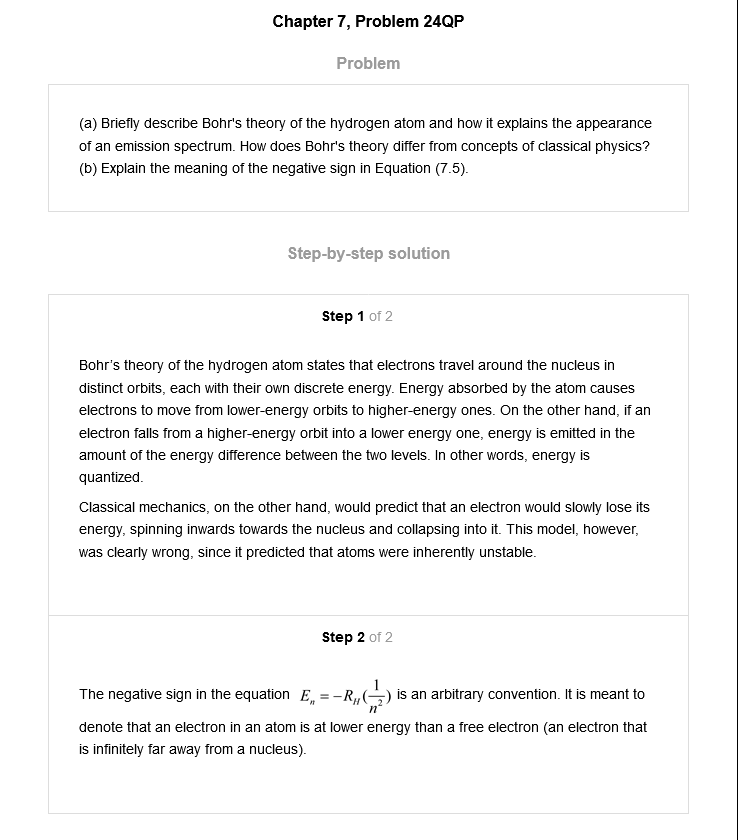 Chapter 7, Problem 24QP
Problem
(a) Briefly describe Bohr's theory of the hydrogen atom and how it explains the appearance
of an emission spectrum. How does Bohr's theory differ from concepts of classical physics?
(b) Explain the meaning of the negative sign in Equation (7.5).
Step-by-step solution
Step 1 of 2
Bohr's theory of the hydrogen atom states that electrons travel around the nucleus in
distinct orbits, each with their own discrete energy. Energy absorbed by the atom causes
electrons to move from lower-energy orbits to higher-energy ones. On the other hand, if an
electron falls from a higher-energy orbit into a lower energy one, energy is emitted in the
amount of the energy difference between the two levels. In other words, energy is
quantized.
Classical mechanics, on the other hand, would predict that an electron would slowly lose its
energy, spinning inwards towards the nucleus and collapsing into it. This model, however,
was clearly wrong, since it predicted that atoms were inherently unstable.
Step 2 of 2
The negative sign in the equation Eₙ = −R_H(1/n²) is an arbitrary convention. It is meant to
denote that an electron in an atom is at lower energy than a free electron (an electron that
is infinitely far away from a nucleus).